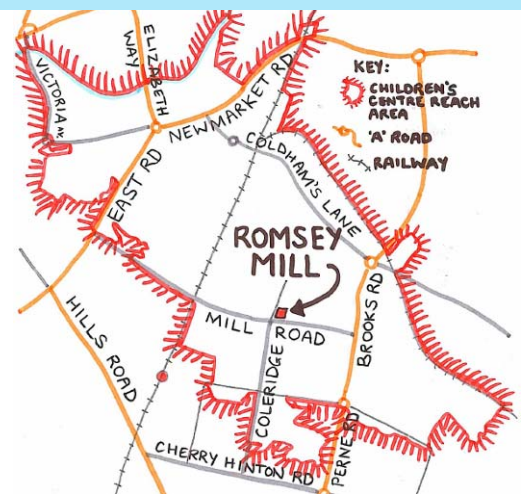 KEY:
CHILDREN'S
CENTRE REACH
AREA
'A' ROAD
RAILWAY
VICTORIA AV.
ELIZABETH
WAY
NEWMARKET RD
EAST RD
COLDHAM'S LANE
ROMSEY
MILL
MILL ROAD
HILLS ROAD
COLERIDGE
BROOKS RD
PERNE RD
CHERRY HINTON RD